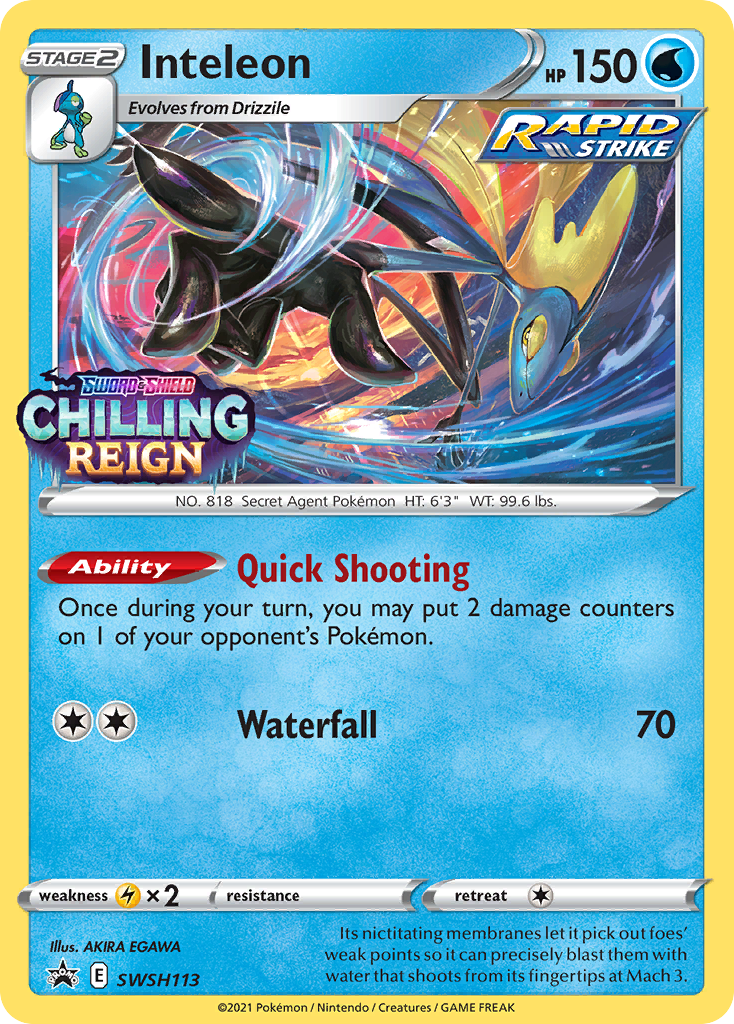 STAGE 2
Inteleon
HP 150
Evolves from Drizzile
RAPID
STRIKE
SWORD & SHIELD
CHILLING
REIGN
NO. 818 Secret Agent Pokémon HT: 6'3" WT: 99.6 lbs.
Ability Quick Shooting
Once during your turn, you may put 2 damage counters
on 1 of your opponent's Pokémon.
Waterfall 70
weakness ×2 resistance retreat
Illus. AKIRA EGAWA
Its nictitating membranes let it pick out foes'
weak points so it can precisely blast them with
water that shoots from its fingertips at Mach 3.
PROMO E SWSH113
©2021 Pokémon / Nintendo / Creatures / GAME FREAK